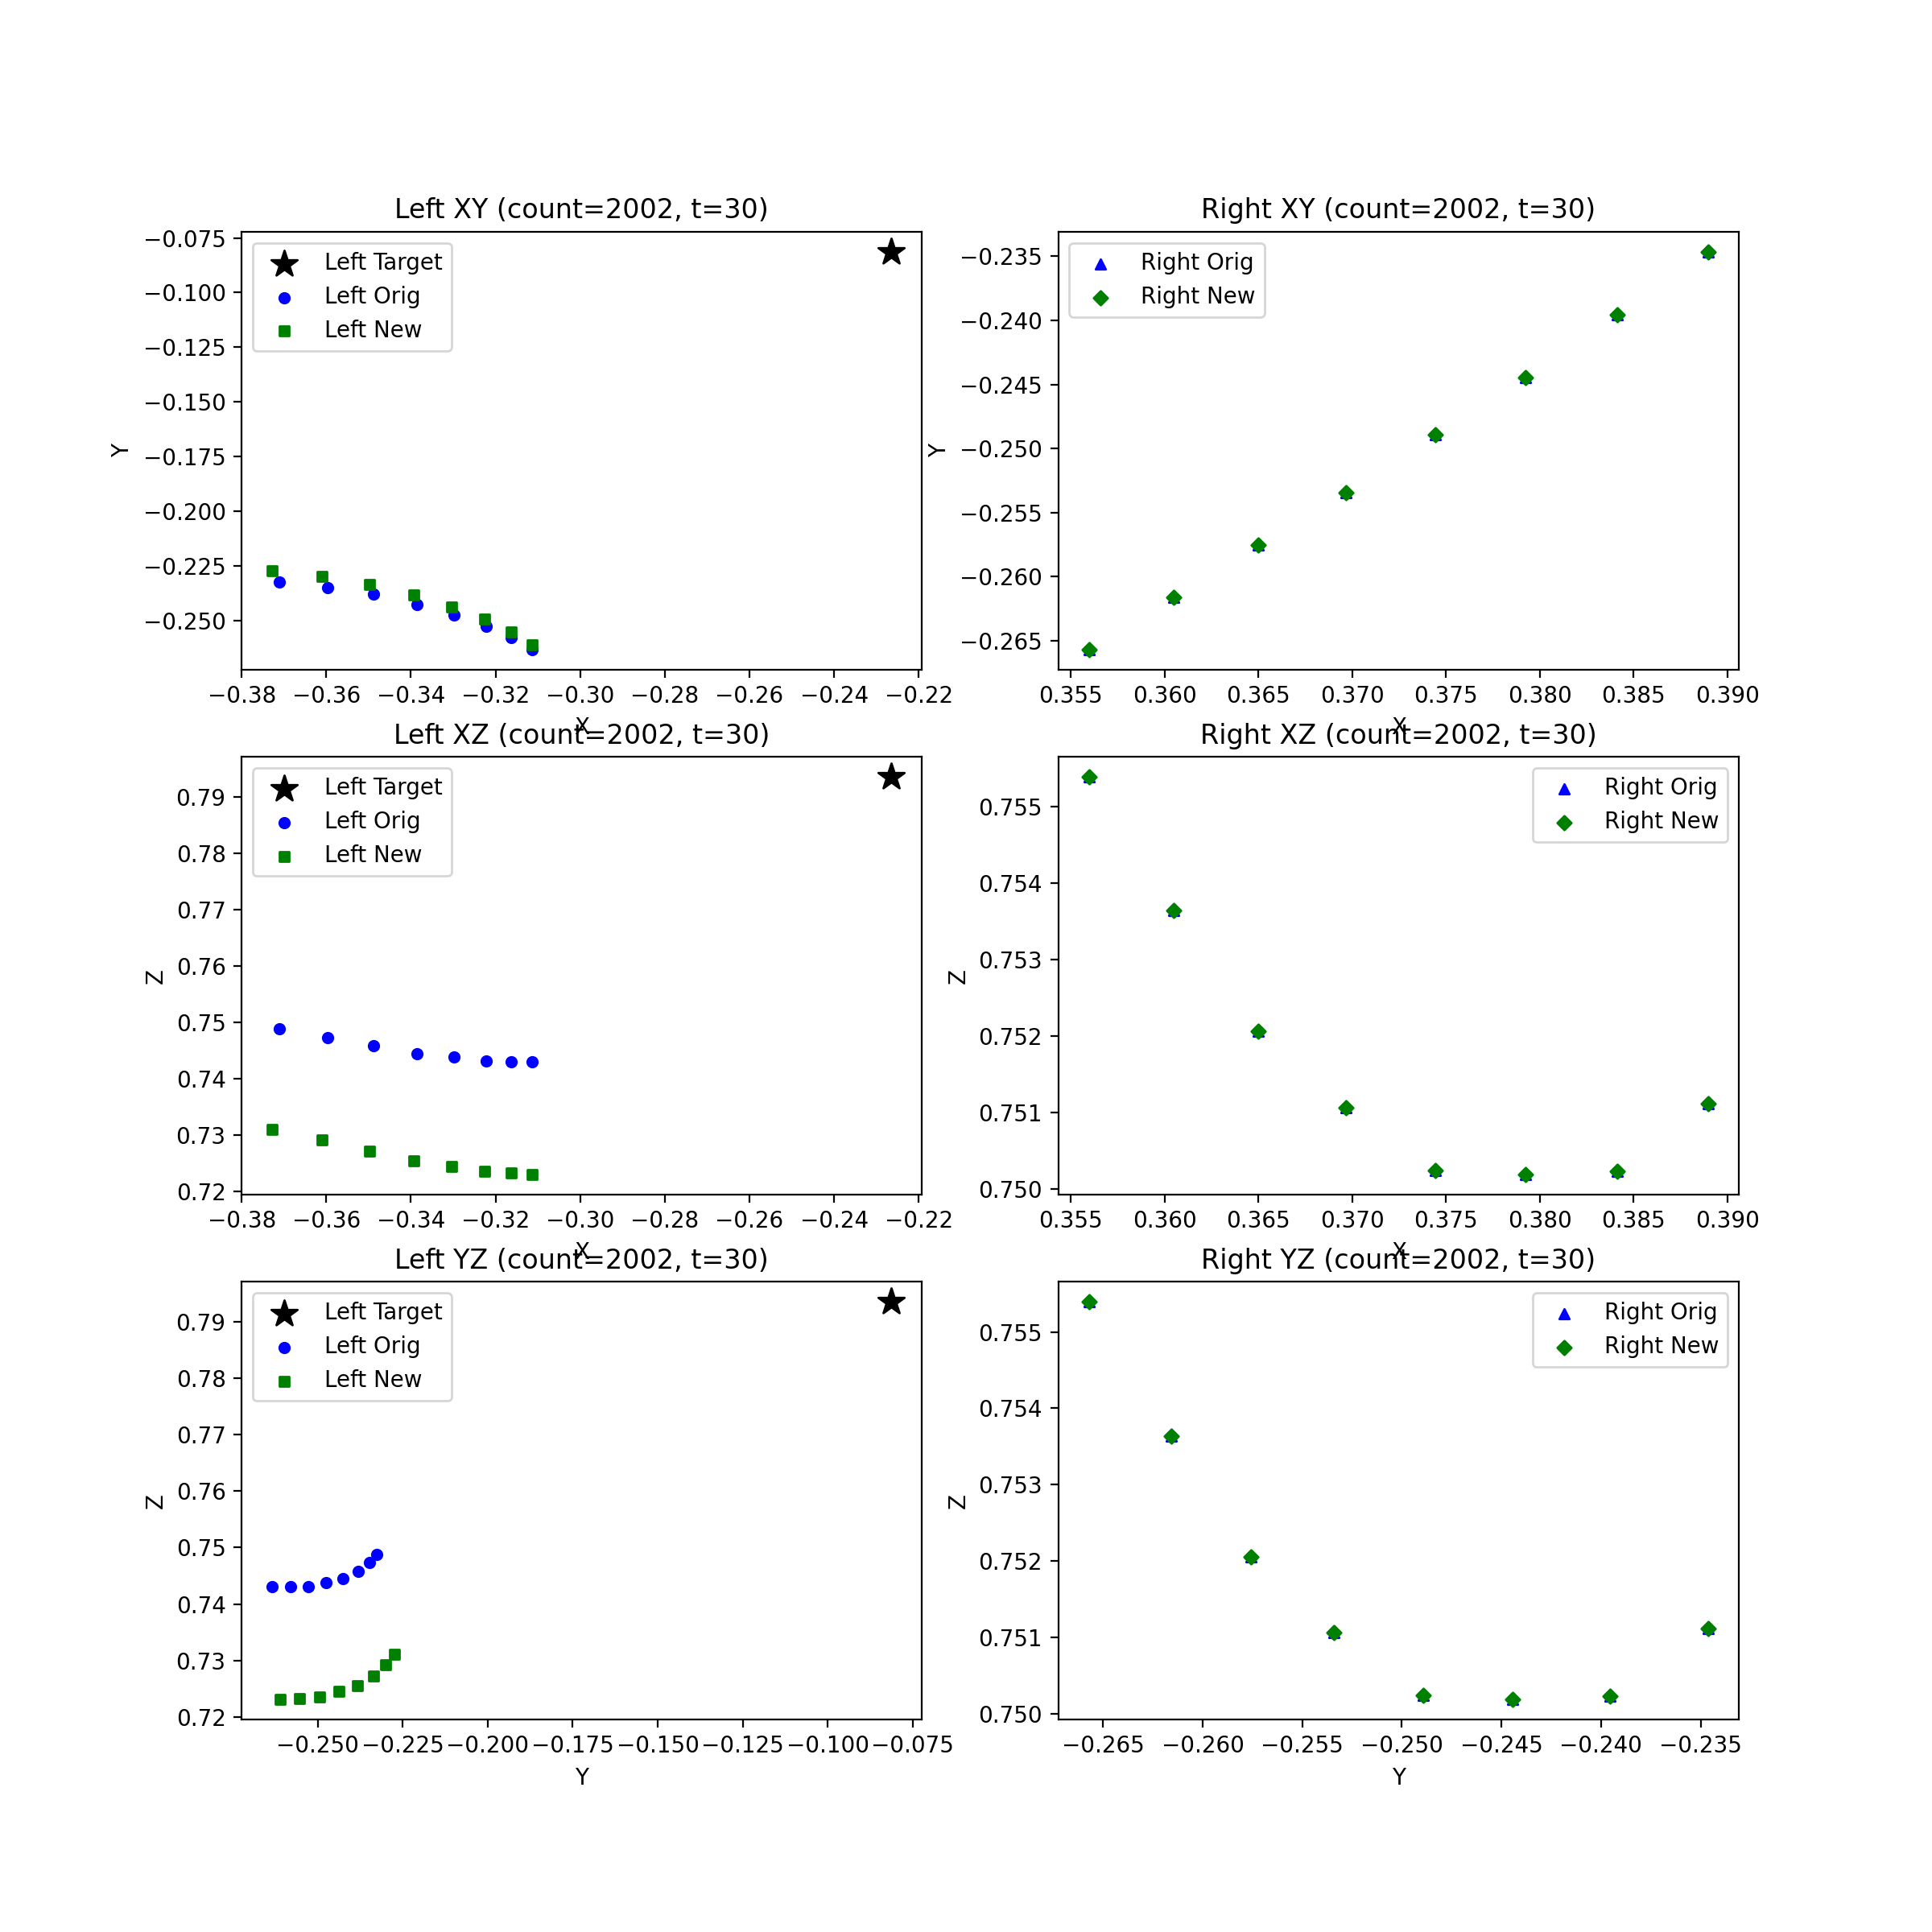 Left XY (count=2002, t=30)
Left Target
Left Orig
Left New
−0.075
−0.100
−0.125
−0.150
−0.175
−0.200
−0.225
−0.250
Y
−0.38 −0.36 −0.34 −0.32 −0.30 −0.28 −0.26 −0.24 −0.22
X
Right XY (count=2002, t=30)
Right Orig
Right New
−0.235
−0.240
−0.245
−0.250
−0.255
−0.260
−0.265
Y
0.355 0.360 0.365 0.370 0.375 0.380 0.385 0.390
X
Left XZ (count=2002, t=30)
Left Target
Left Orig
Left New
0.79
0.78
0.77
0.76
0.75
0.74
0.73
0.72
Z
−0.38 −0.36 −0.34 −0.32 −0.30 −0.28 −0.26 −0.24 −0.22
X
Right XZ (count=2002, t=30)
Right Orig
Right New
0.755
0.754
0.753
0.752
0.751
0.750
Z
0.355 0.360 0.365 0.370 0.375 0.380 0.385 0.390
X
Left YZ (count=2002, t=30)
Left Target
Left Orig
Left New
0.79
0.78
0.77
0.76
0.75
0.74
0.73
0.72
Z
−0.250 −0.225 −0.200 −0.175 −0.150 −0.125 −0.100 −0.075
Y
Right YZ (count=2002, t=30)
Right Orig
Right New
0.755
0.754
0.753
0.752
0.751
0.750
Z
−0.265 −0.260 −0.255 −0.250 −0.245 −0.240 −0.235
Y